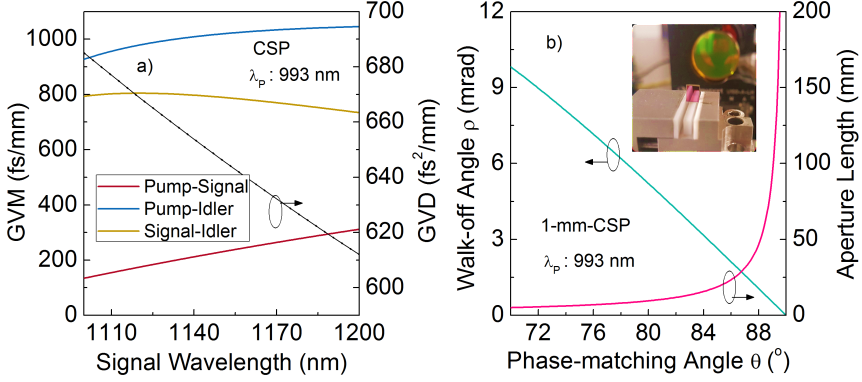 1000
800
600
400
200
0
GVM (fs/mm)
a)
CSP
λP : 993 nm
Pump-Signal
Pump-Idler
Signal-Idler
700
680
660
640
620
600
GVD (fs2/mm)
1110 1140 1170 1200
Signal Wavelength (nm)
12
9
6
3
0
Walk-off Angle ρ (mrad)
b)
1-mm-CSP
λP : 993 nm
200
150
100
50
0
Aperture Length (mm)
72 76 80 84 88
Phase-matching Angle θ (o)